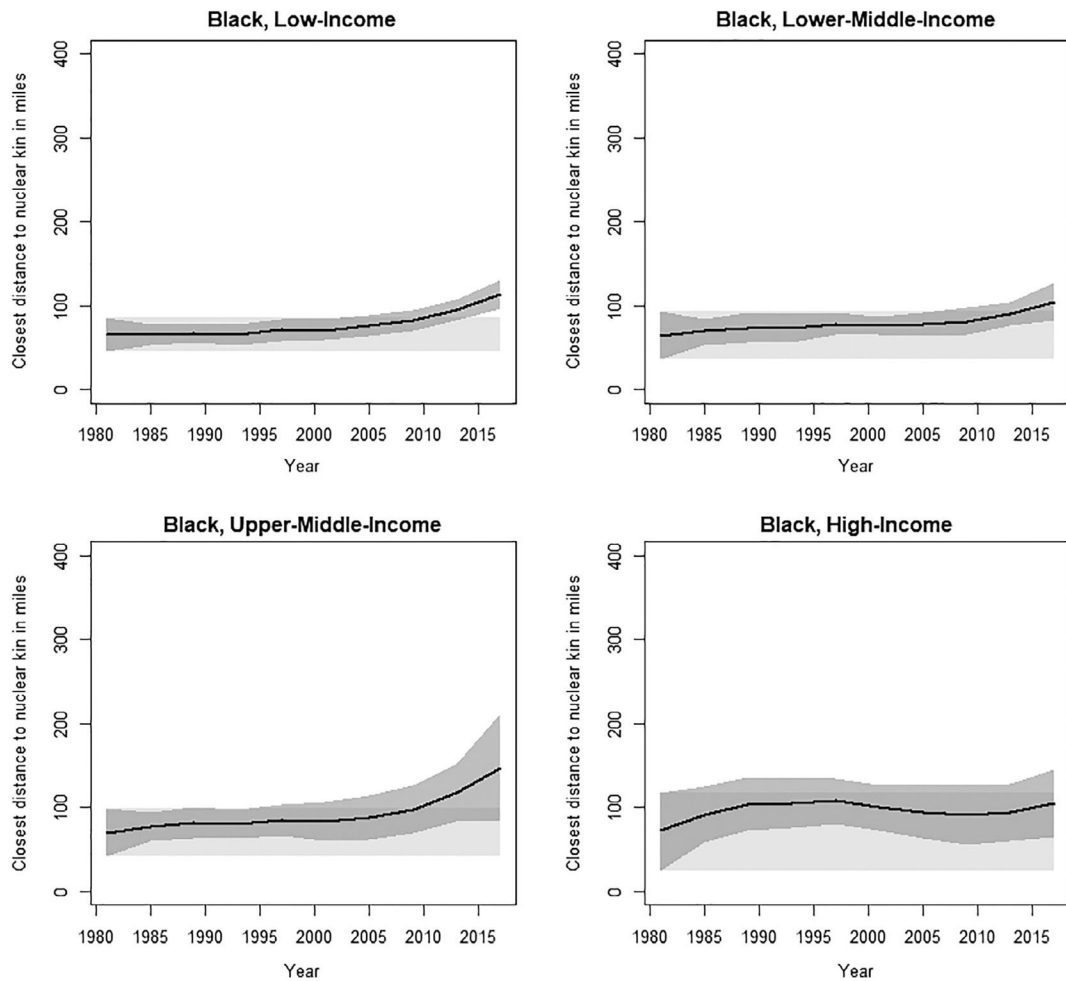 Black, Low-Income
Closest distance to nuclear kin in miles
400
300
200
100
0
1980 1985 1990 1995 2000 2005 2010 2015
Year
Black, Lower-Middle-Income
Closest distance to nuclear kin in miles
400
300
200
100
0
1980 1985 1990 1995 2000 2005 2010 2015
Year
Black, Upper-Middle-Income
Closest distance to nuclear kin in miles
400
300
200
100
0
1980 1985 1990 1995 2000 2005 2010 2015
Year
Black, High-Income
Closest distance to nuclear kin in miles
400
300
200
100
0
1980 1985 1990 1995 2000 2005 2010 2015
Year